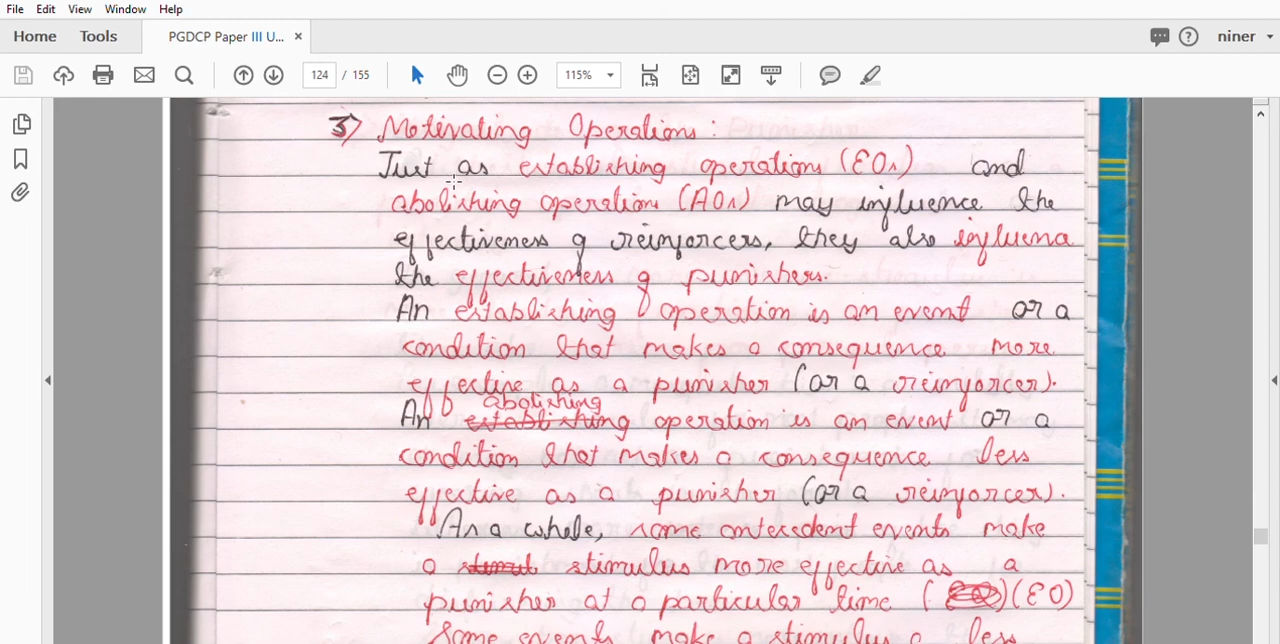 File Edit View Window Help
Home Tools PGDCP Paper III U... × niner
124 / 155 115%
3) Motivating Operations :
Just as establishing operations (EOs) and
abolishing operations (AOs) may influence the
effectiveness of reinforcers, they also influence
the effectiveness of punishers.
An establishing operation is an event or a
condition that makes a consequence more
effective as a punisher (or a reinforcer).
An abolishing operation is an event or a
condition that makes a consequence less
effective as a punisher (or a reinforcer).
As a whole, some antecedent events make
a stimulus more effective as a
punisher at a particular time (EO)
Some events make a stimulus less